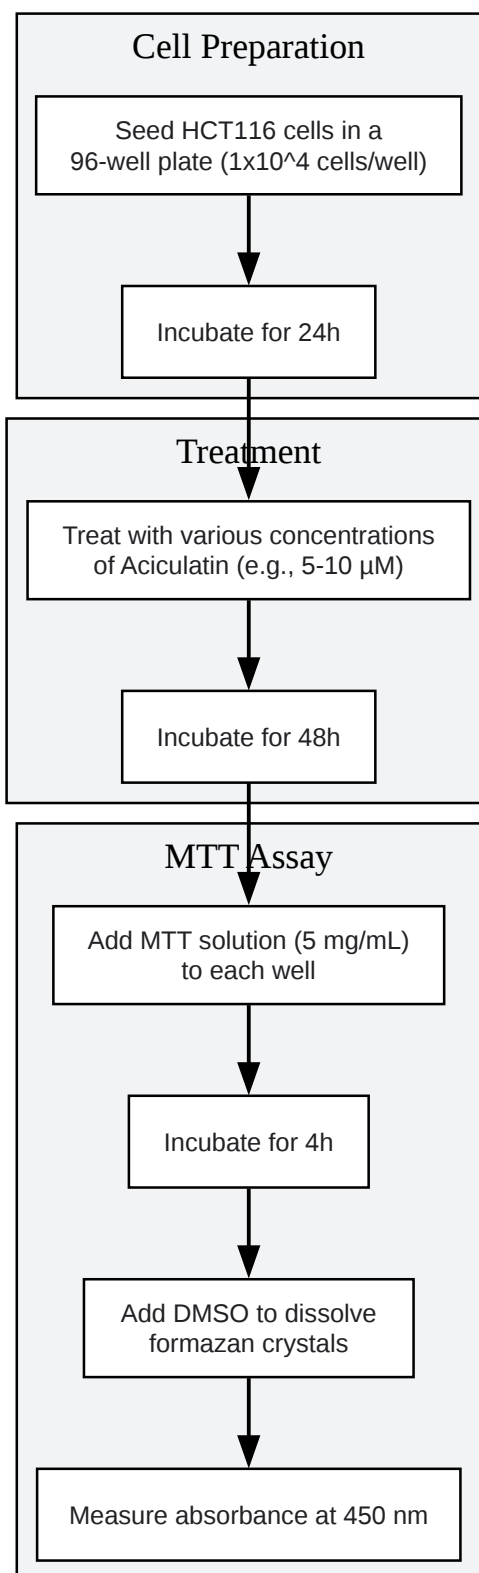 Cell Preparation
Seed HCT116 cells in a
96-well plate (1x10^4 cells/well)
Incubate for 24h
Treatment
Treat with various concentrations
of Aciculatin (e.g., 5-10 µM)
Incubate for 48h
MTT Assay
Add MTT solution (5 mg/mL)
to each well
Incubate for 4h
Add DMSO to dissolve
formazan crystals
Measure absorbance at 450 nm